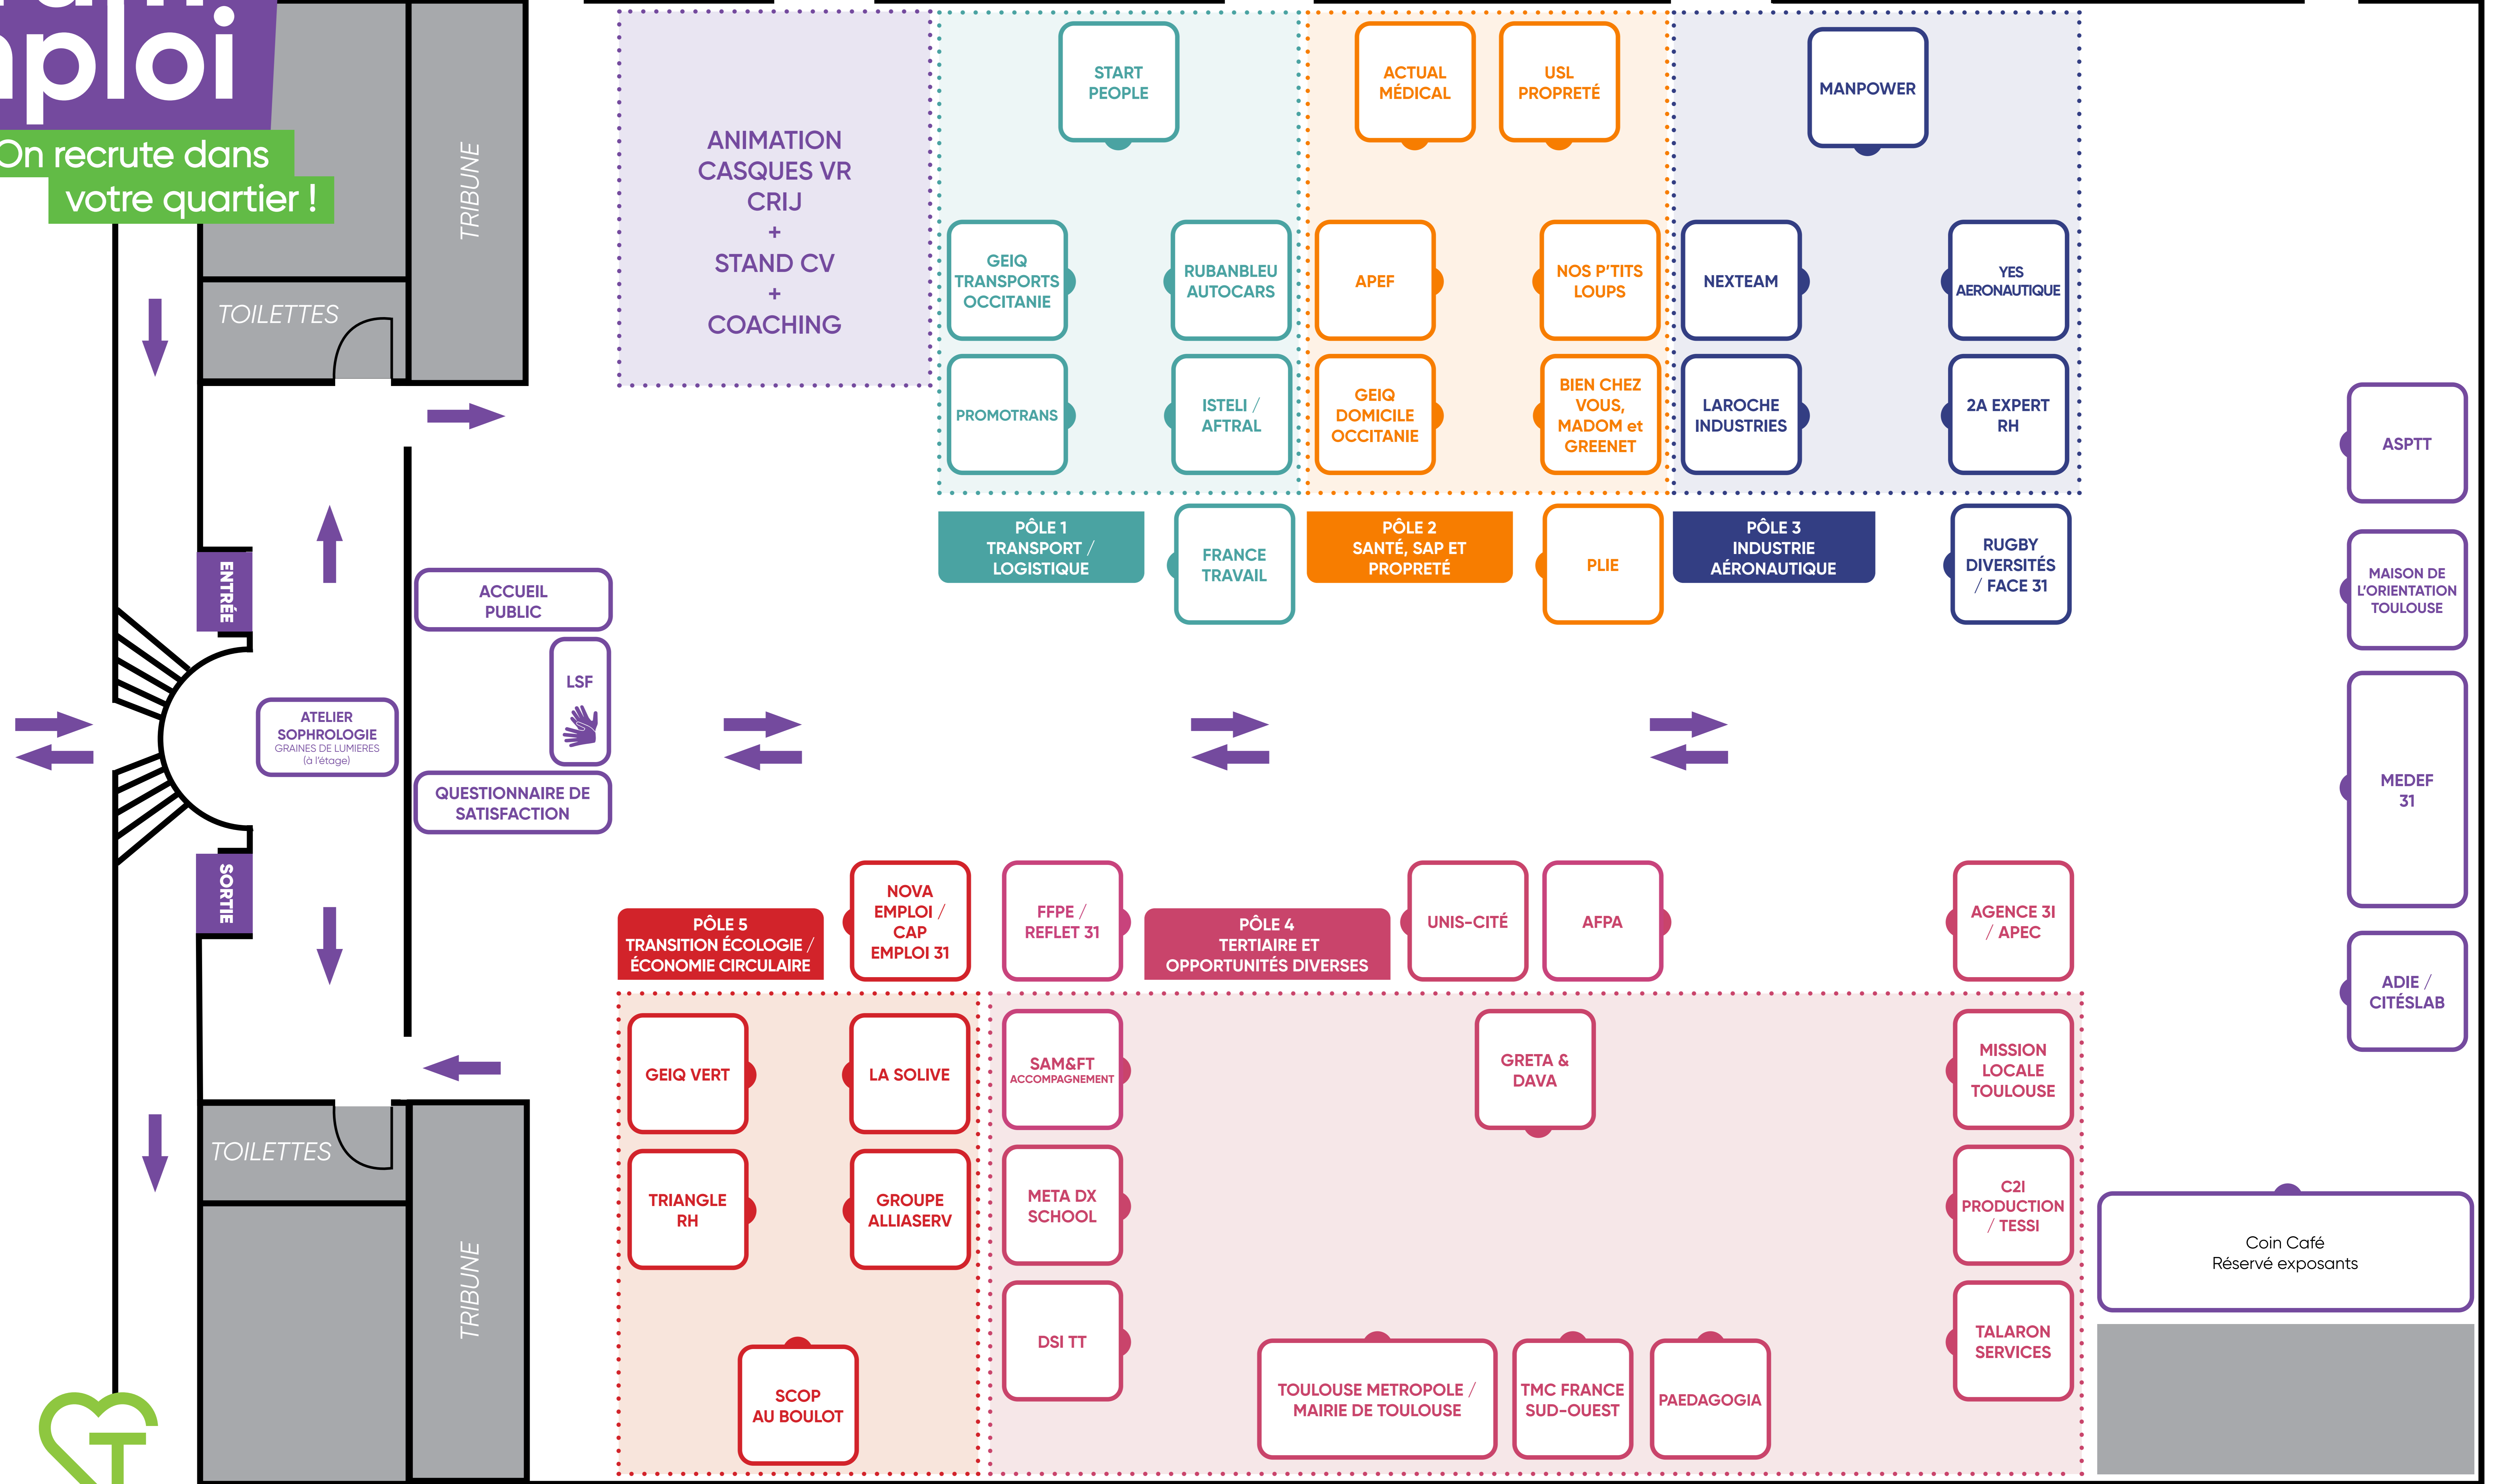 ploi
On recrute dans
votre quartier !
TRIBUNE
TOILETTES
ENTRÉE
ATELIER
SOPHROLOGIE
GRAINES DE LUMIERES
(à l'étage)
SORTIE
TOILETTES
TRIBUNE
ACCUEIL
PUBLIC
LSF
QUESTIONNAIRE DE
SATISFACTION
ANIMATION
CASQUES VR
CRIJ
+
STAND CV
+
COACHING
START
PEOPLE
GEIQ
TRANSPORTS
OCCITANIE
RUBANBLEU
AUTOCARS
PROMOTRANS
ISTELI /
AFTRAL
PÔLE 1
TRANSPORT /
LOGISTIQUE
FRANCE
TRAVAIL
ACTUAL
MÉDICAL
USL
PROPRETÉ
APEF
NOS P'TITS
LOUPS
GEIQ
DOMICILE
OCCITANIE
BIEN CHEZ
VOUS,
MADOM et
GREENET
PÔLE 2
SANTÉ, SAP ET
PROPRETÉ
PLIE
MANPOWER
NEXTEAM
YES
AERONAUTIQUE
LAROCHE
INDUSTRIES
2A EXPERT
RH
PÔLE 3
INDUSTRIE
AÉRONAUTIQUE
RUGBY
DIVERSITÉS
/ FACE 31
ASPTT
MAISON DE
L'ORIENTATION
TOULOUSE
MEDEF
31
ADIE /
CITÉSLAB
PÔLE 5
TRANSITION ÉCOLOGIE /
ÉCONOMIE CIRCULAIRE
NOVA
EMPLOI /
CAP
EMPLOI 31
GEIQ VERT
LA SOLIVE
TRIANGLE
RH
GROUPE
ALLIASERV
SCOP
AU BOULOT
FFPE /
REFLET 31
PÔLE 4
TERTIAIRE ET
OPPORTUNITÉS DIVERSES
UNIS-CITÉ
AFPA
AGENCE 3I
/ APEC
SAM&FT
ACCOMPAGNEMENT
GRETA &
DAVA
MISSION
LOCALE
TOULOUSE
META DX
SCHOOL
C2I
PRODUCTION
/ TESSI
DSI TT
TOULOUSE METROPOLE /
MAIRIE DE TOULOUSE
TMC FRANCE
SUD-OUEST
PAEDAGOGIA
TALARON
SERVICES
Coin Café
Réservé exposants